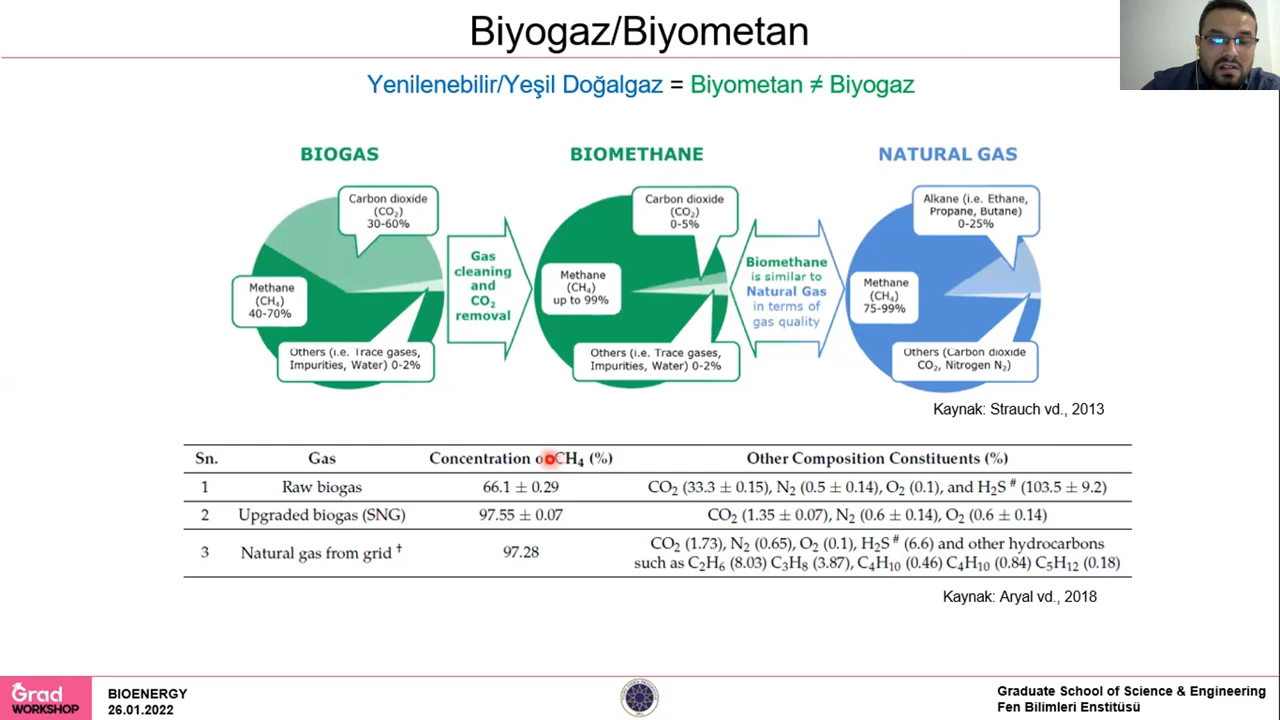 Biyogaz/Biyometan
Yenilenebilir/Yeşil Doğalgaz = Biyometan ≠ Biyogaz
BIOGAS
Carbon dioxide
(CO₂)
30-60%
Methane
(CH₄)
40-70%
Others (i.e. Trace gases,
Impurities, Water) 0-2%
Gas
cleaning
and
CO₂
removal
BIOMETHANE
Carbon dioxide
(CO₂)
0-5%
Methane
(CH₄)
up to 99%
Others (i.e. Trace gases,
Impurities, Water) 0-2%
Biomethane
is similar to
Natural Gas
in terms of
gas quality
NATURAL GAS
Alkane (i.e. Ethane,
Propane, Butane)
0-25%
Methane
(CH₄)
75-99%
Others (Carbon dioxide
CO₂, Nitrogen N₂)
Kaynak: Strauch vd., 2013
Sn. Gas Concentration of CH₄ (%) Other Composition Constituents (%)
1 Raw biogas 66.1 ± 0.29 CO₂ (33.3 ± 0.15), N₂ (0.5 ± 0.14), O₂ (0.1), and H₂S # (103.5 ± 9.2)
2 Upgraded biogas (SNG) 97.55 ± 0.07 CO₂ (1.35 ± 0.07), N₂ (0.6 ± 0.14), O₂ (0.6 ± 0.14)
3 Natural gas from grid † 97.28 CO₂ (1.73), N₂ (0.65), O₂ (0.1), H₂S # (6.6) and other hydrocarbons
such as C₂H₆ (8.03) C₃H₈ (3.87), C₄H₁₀ (0.46) C₄H₁₀ (0.84) C₅H₁₂ (0.18)
Kaynak: Aryal vd., 2018
Grad
WORKSHOP
BIOENERGY
26.01.2022
Graduate School of Science & Engineering
Fen Bilimleri Enstitüsü